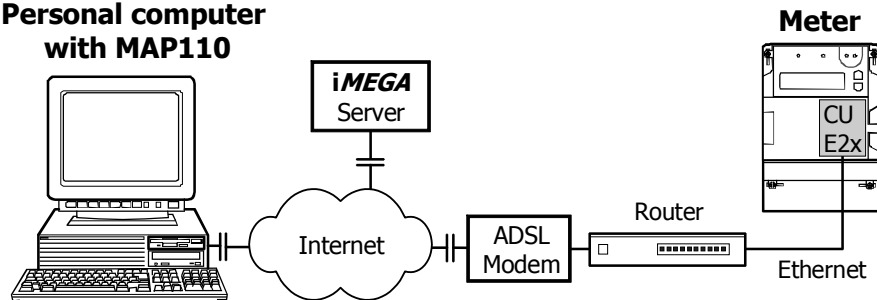 Personal computer
with MAP110
iMEGA
Server
Meter
CU
E2x
Internet
ADSL
Modem
Router
Ethernet